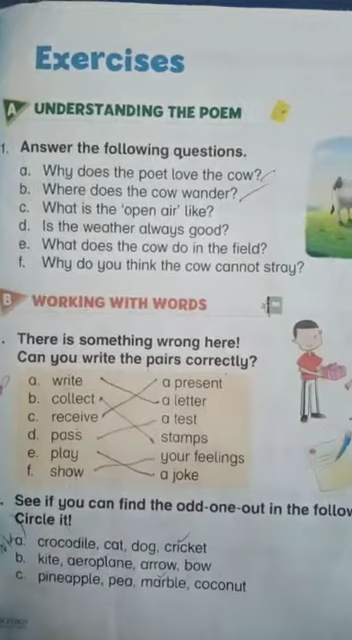 Exercises
A UNDERSTANDING THE POEM
1. Answer the following questions.
a. Why does the poet love the cow?
b. Where does the cow wander?
c. What is the 'open air' like?
d. Is the weather always good?
e. What does the cow do in the field?
f. Why do you think the cow cannot stray?
B WORKING WITH WORDS
. There is something wrong here!
Can you write the pairs correctly?
a. write a present
b. collect a letter
c. receive a test
d. pass stamps
e. play your feelings
f. show a joke
. See if you can find the odd-one-out in the follow
Circle it!
a. crocodile, cat, dog, cricket
b. kite, aeroplane, arrow, bow
c. pineapple, pea, marble, coconut